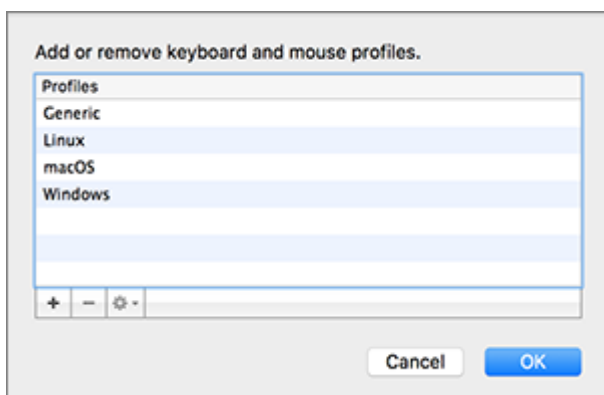 Add or remove keyboard and mouse profiles.
Profiles
Generic
Linux
macOS
Windows
Cancel OK